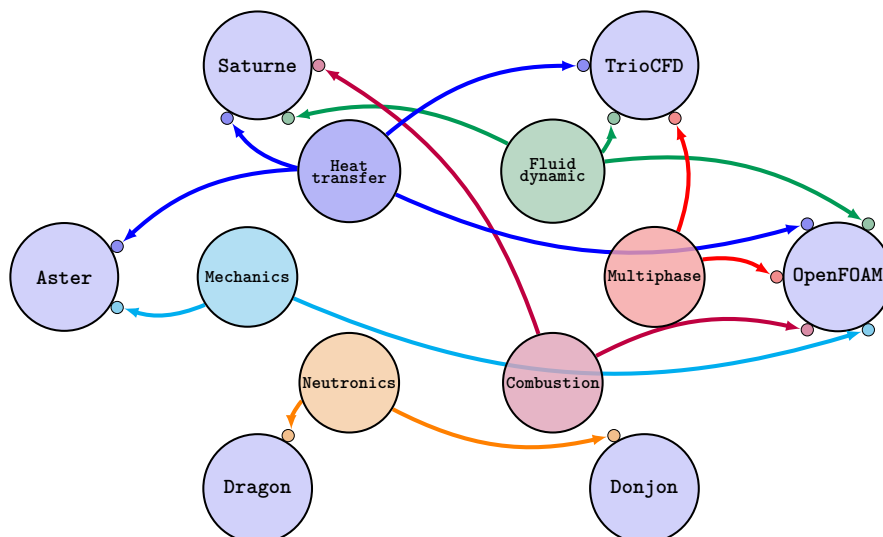 Saturne
TrioCFD
Heat
transfer
Fluid
dynamic
Aster
Mechanics
Multiphase
OpenFOAM
Neutronics
Combustion
Dragon
Donjon